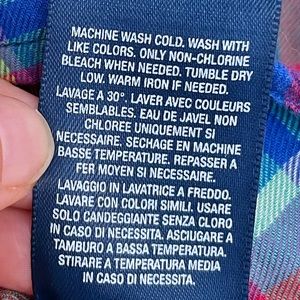 MACHINE WASH COLD. WASH WITH
LIKE COLORS. ONLY NON-CHLORINE
BLEACH WHEN NEEDED. TUMBLE DRY
LOW. WARM IRON IF NEEDED.
LAVAGE A 30°. LAVER AVEC COULEURS
SEMBLABLES. EAU DE JAVEL NON
CHLOREE UNIQUEMENT SI
NECESSAIRE. SECHAGE EN MACHINE
BASSE TEMPERATURE. REPASSER A
FER MOYEN SI NECESSAIRE.
LAVAGGIO IN LAVATRICE A FREDDO.
LAVARE CON COLORI SIMILI. USARE
SOLO CANDEGGIANTE SENZA CLORO
IN CASO DI NECESSITA. ASCIUGARE A
TAMBURO A BASSA TEMPERATURA.
STIRARE A TEMPERATURA MEDIA
IN CASO DI NECESSITA.